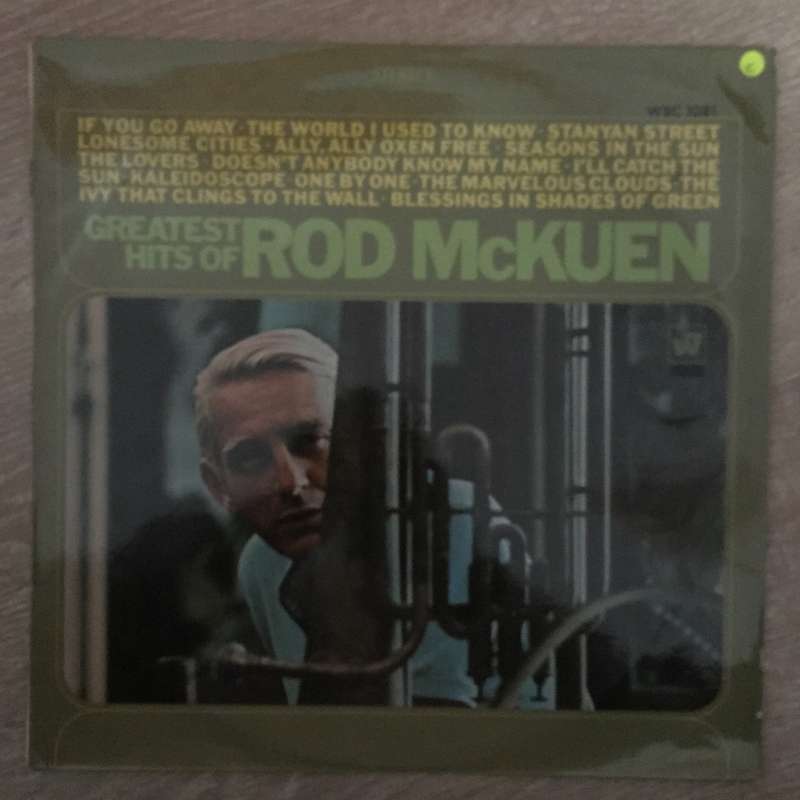 STEREO
WBC 1081
IF YOU GO AWAY · THE WORLD I USED TO KNOW · STANYAN STREET
LONESOME CITIES · ALLY, ALLY OXEN FREE · SEASONS IN THE SUN
THE LOVERS · DOESN'T ANYBODY KNOW MY NAME · I'LL CATCH THE
SUN · KALEIDOSCOPE · ONE BY ONE · THE MARVELOUS CLOUDS · THE
IVY THAT CLINGS TO THE WALL · BLESSINGS IN SHADES OF GREEN
GREATEST
HITS OF ROD McKUEN
W